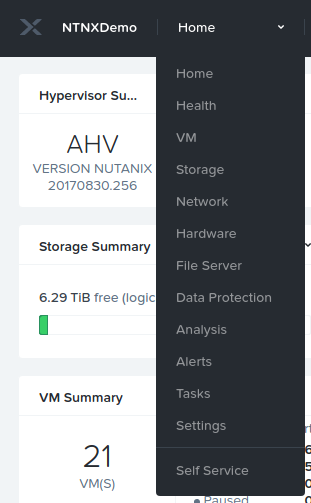 NTNXDemo
Home
Home
Health
VM
Storage
Network
Hardware
File Server
Data Protection
Analysis
Alerts
Tasks
Settings
Self Service
Hypervisor Su...
AHV
VERSION NUTANIX
20170830.256
Storage Summary
6.29 TiB free (logic
VM Summary
21
VM(S)
Paused